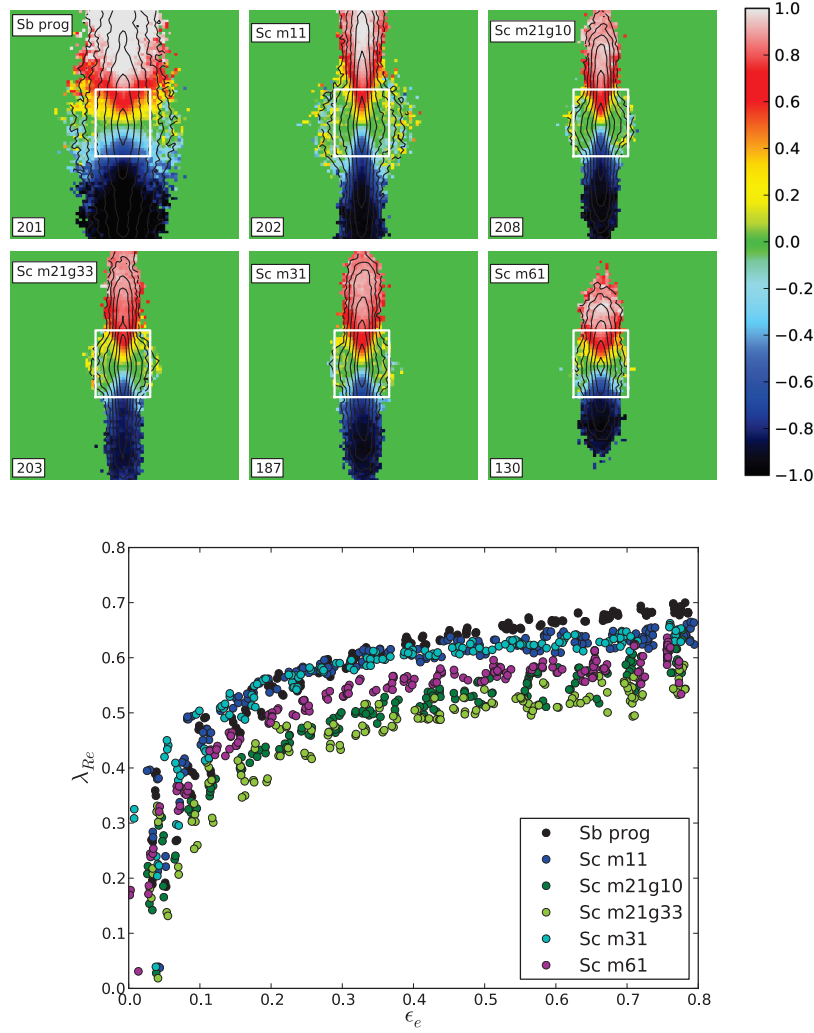 Sb prog
Sc m11
Sc m21g10
201
202
208
Sc m21g33
Sc m31
Sc m61
203
187
130
1.0
0.8
0.6
0.4
0.2
0.0
−0.2
−0.4
−0.6
−0.8
−1.0
0.8
0.7
0.6
0.5
0.4
0.3
0.2
0.1
0.0
λRe
Sb prog
Sc m11
Sc m21g10
Sc m21g33
Sc m31
Sc m61
0.0 0.1 0.2 0.3 0.4 0.5 0.6 0.7 0.8
ϵe